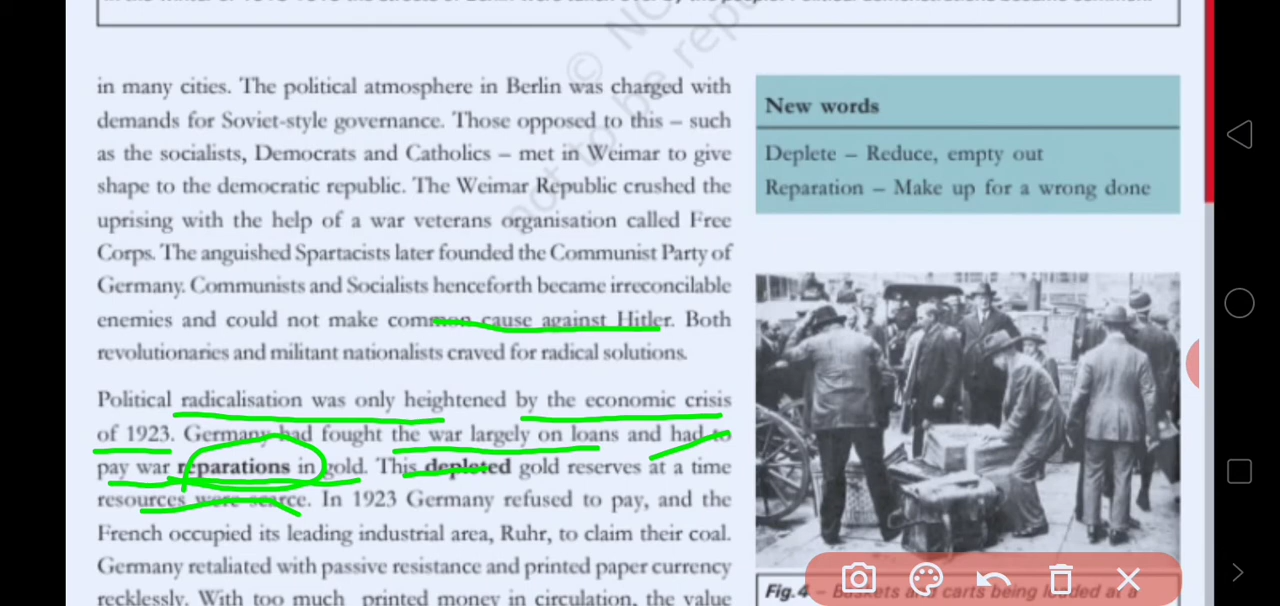 in many cities. The political atmosphere in Berlin was charged with
demands for Soviet-style governance. Those opposed to this – such
as the socialists, Democrats and Catholics – met in Weimar to give
shape to the democratic republic. The Weimar Republic crushed the
uprising with the help of a war veterans organisation called Free
Corps. The anguished Spartacists later founded the Communist Party of
Germany. Communists and Socialists henceforth became irreconcilable
enemies and could not make common cause against Hitler. Both
revolutionaries and militant nationalists craved for radical solutions.
Political radicalisation was only heightened by the economic crisis
of 1923. Germany had fought the war largely on loans and had to
pay war reparations in gold. This depleted gold reserves at a time
resources were scarce. In 1923 Germany refused to pay, and the
French occupied its leading industrial area, Ruhr, to claim their coal.
Germany retaliated with passive resistance and printed paper currency
recklessly. With too much printed money in circulation, the value
New words
Deplete – Reduce, empty out
Reparation – Make up for a wrong done
Fig.4 – Baskets and carts being loaded at a